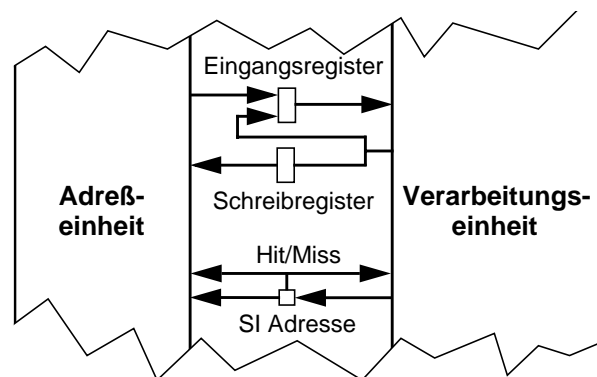 Eingangsregister
Adreß-
einheit
Schreibregister
Verarbeitungs-
einheit
Hit/Miss
SI Adresse